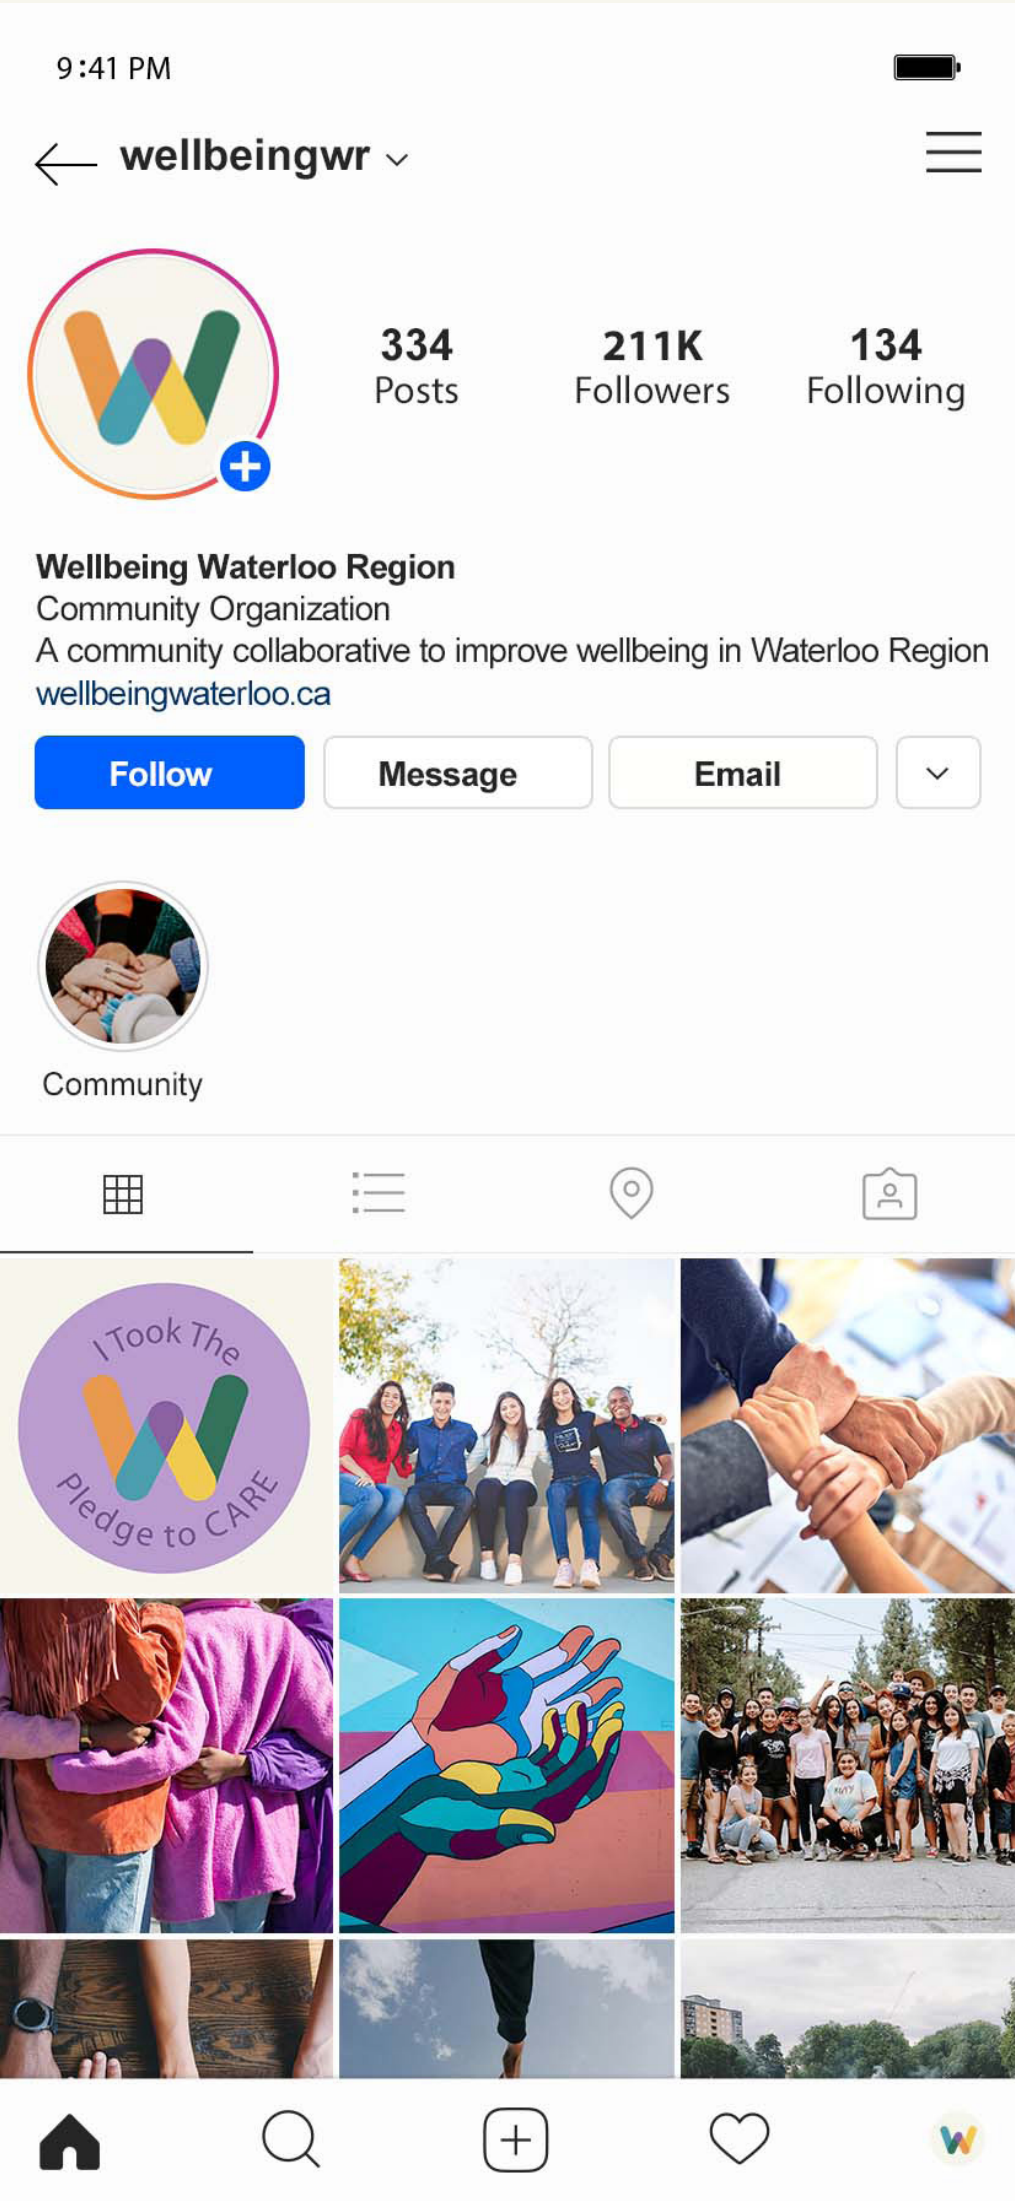 9:41 PM
wellbeingwr
334 211K 134
Posts Followers Following
Wellbeing Waterloo Region
Community Organization
A community collaborative to improve wellbeing in Waterloo Region
wellbeingwaterloo.ca
Follow Message Email
Community
I Took The
Pledge to CARE